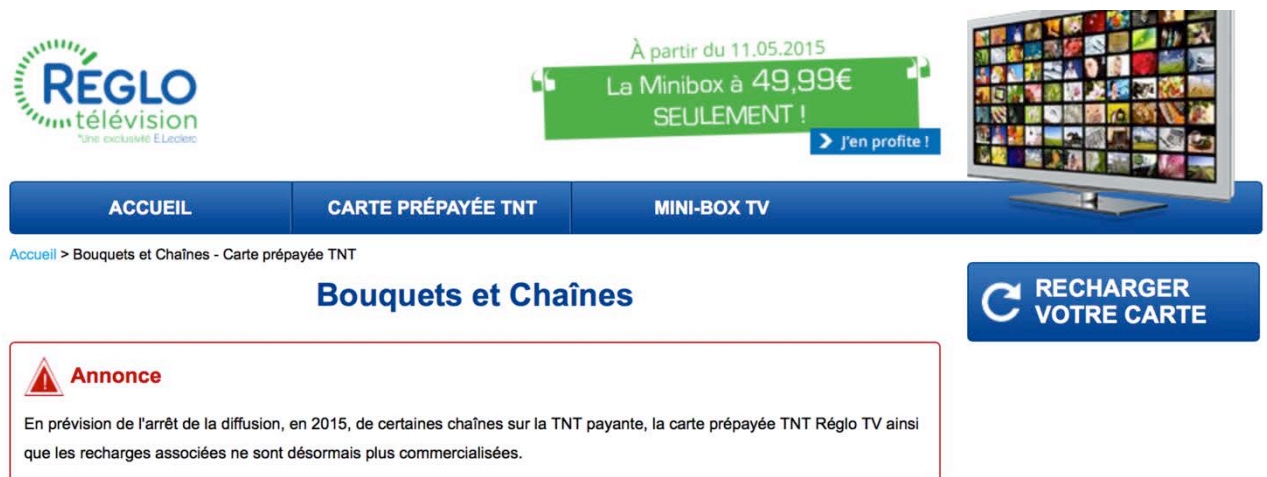 RÉGLO
télévision
*Une exclusivité E.Leclerc
À partir du 11.05.2015
La Minibox à 49,99€
SEULEMENT !
J'en profite !
ACCUEIL
CARTE PRÉPAYÉE TNT
MINI-BOX TV
Accueil > Bouquets et Chaînes - Carte prépayée TNT
Bouquets et Chaînes
RECHARGER
VOTRE CARTE
Annonce
En prévision de l'arrêt de la diffusion, en 2015, de certaines chaînes sur la TNT payante, la carte prépayée TNT Réglo TV ainsi
que les recharges associées ne sont désormais plus commercialisées.